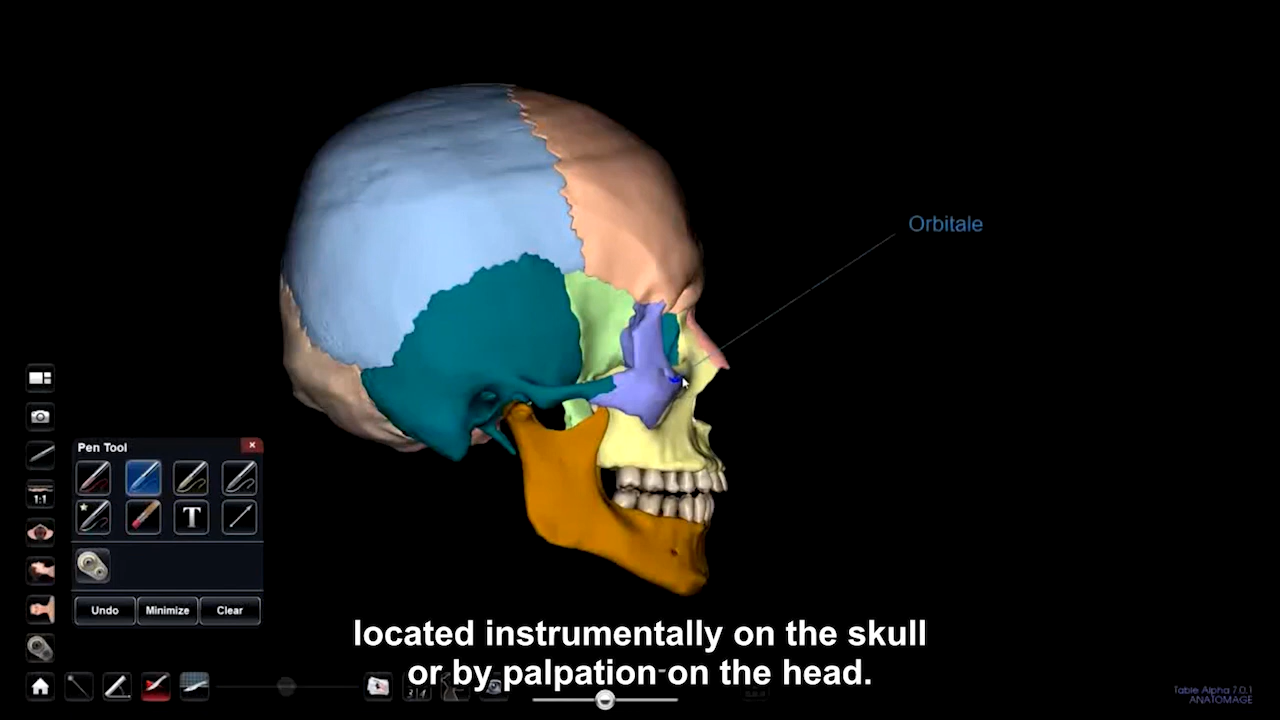 Orbitale
1:1
Pen Tool
T
Undo Minimize Clear
located instrumentally on the skull
or by palpation on the head.
Table Alpha 7.0.1
ANATOMAGE